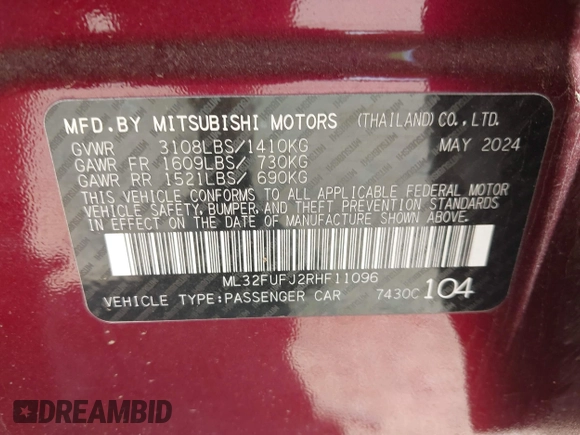 MFD.BY MITSUBISHI MOTORS (THAILAND) CO., LTD.
GVWR 3108LBS/1410KG MAY 2024
GAWR FR 1609LBS/ 730KG
GAWR RR 1521LBS/ 690KG
THIS VEHICLE CONFORMS TO ALL APPLICABLE FEDERAL MOTOR
VEHICLE SAFETY, BUMPER, AND THEFT PREVENTION STANDARDS
IN EFFECT ON THE DATE OF MANUFACTURE SHOWN ABOVE.
ML32FUFJ2RHF11096
VEHICLE TYPE:PASSENGER CAR 7430C 104
DREAMBID